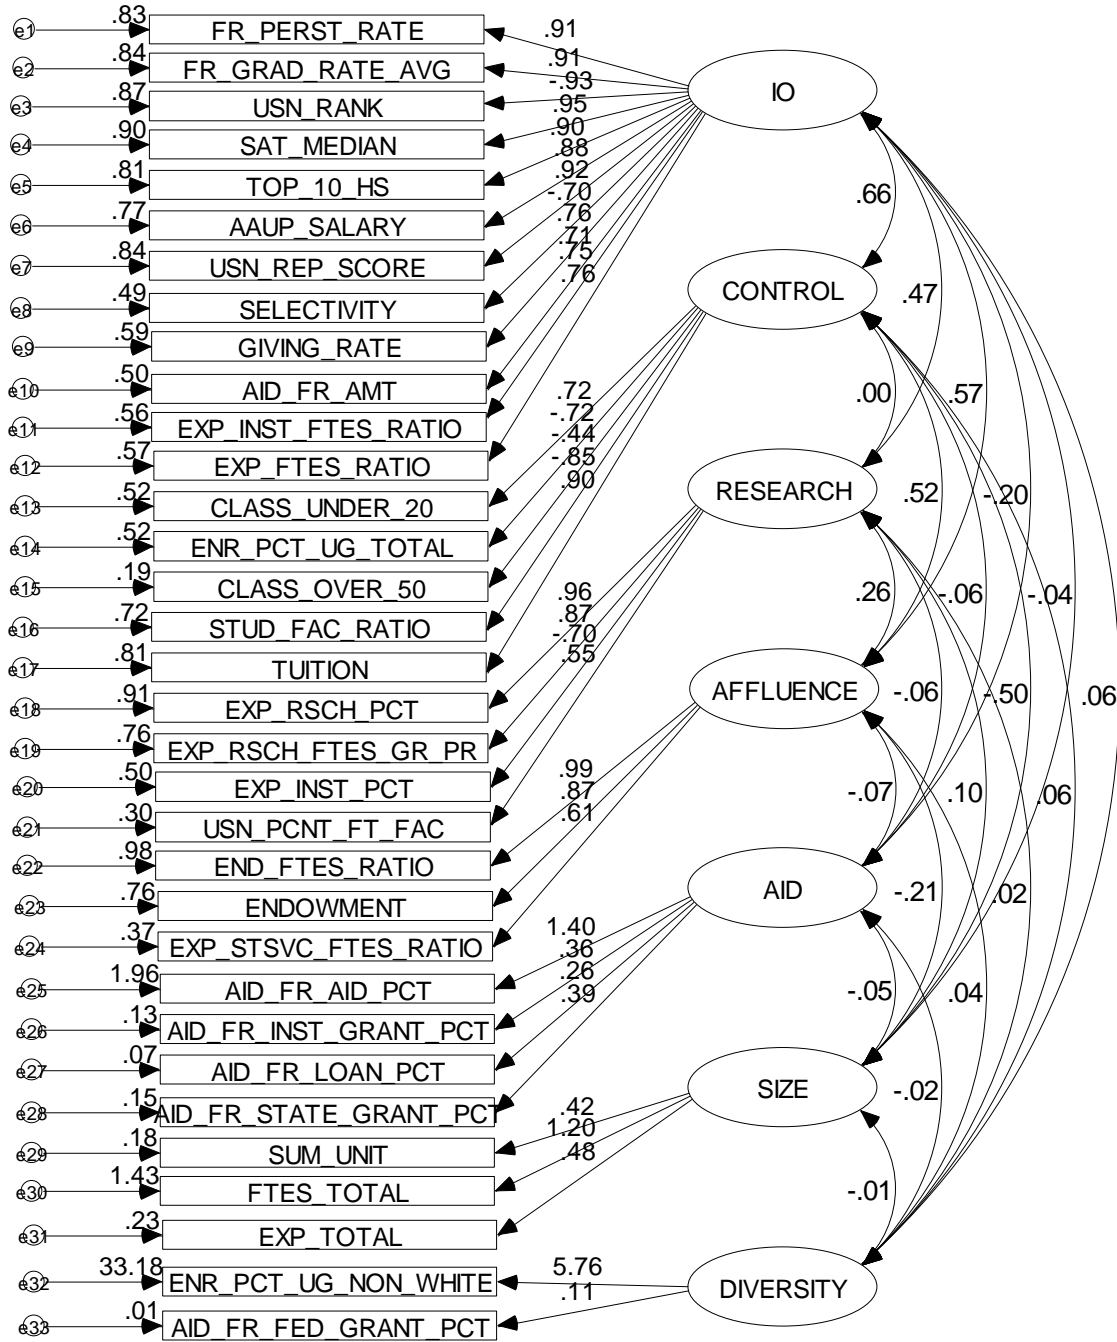 e1 .83 FR_PERST_RATE .91 IO
e2 .84 FR_GRAD_RATE_AVG .91
e3 .87 USN_RANK -.93
e4 .90 SAT_MEDIAN .95
e5 .81 TOP_10_HS .90
e6 .77 AAUP_SALARY .88
e7 .84 USN_REP_SCORE .92
e8 .49 SELECTIVITY -.70
e9 .59 GIVING_RATE .76
e10 .50 AID_FR_AMT .71
e11 .56 EXP_INST_FTES_RATIO .75
e12 .57 EXP_FTES_RATIO .76
e13 .52 CLASS_UNDER_20 .72 CONTROL
e14 .52 ENR_PCT_UG_TOTAL -.72
e15 .19 CLASS_OVER_50 -.44
e16 .72 STUD_FAC_RATIO -.85
e17 .81 TUITION .90
e18 .91 EXP_RSCH_PCT .96 RESEARCH
e19 .76 EXP_RSCH_FTES_GR_PR .87
e20 .50 EXP_INST_PCT -.70
e21 .30 USN_PCNT_FT_FAC .55
e22 .98 END_FTES_RATIO .99 AFFLUENCE
e23 .76 ENDOWMENT .87
e24 .37 EXP_STSVC_FTES_RATIO .61
e25 1.96 AID_FR_AID_PCT 1.40 AID
e26 .13 AID_FR_INST_GRANT_PCT .36
e27 .07 AID_FR_LOAN_PCT .26
e28 .15 AID_FR_STATE_GRANT_PCT .39
e29 .18 SUM_UNIT .42 SIZE
e30 1.43 FTES_TOTAL 1.20
e31 .23 EXP_TOTAL .48
e32 33.18 ENR_PCT_UG_NON_WHITE 5.76 DIVERSITY
e33 .01 AID_FR_FED_GRANT_PCT .11
.66
.47
.00 .57
.52 -.20
.26 -.06 -.04
-.06 -.50 .06
-.07 .10 .06
-.21 .02
-.05 .04
-.02
-.01